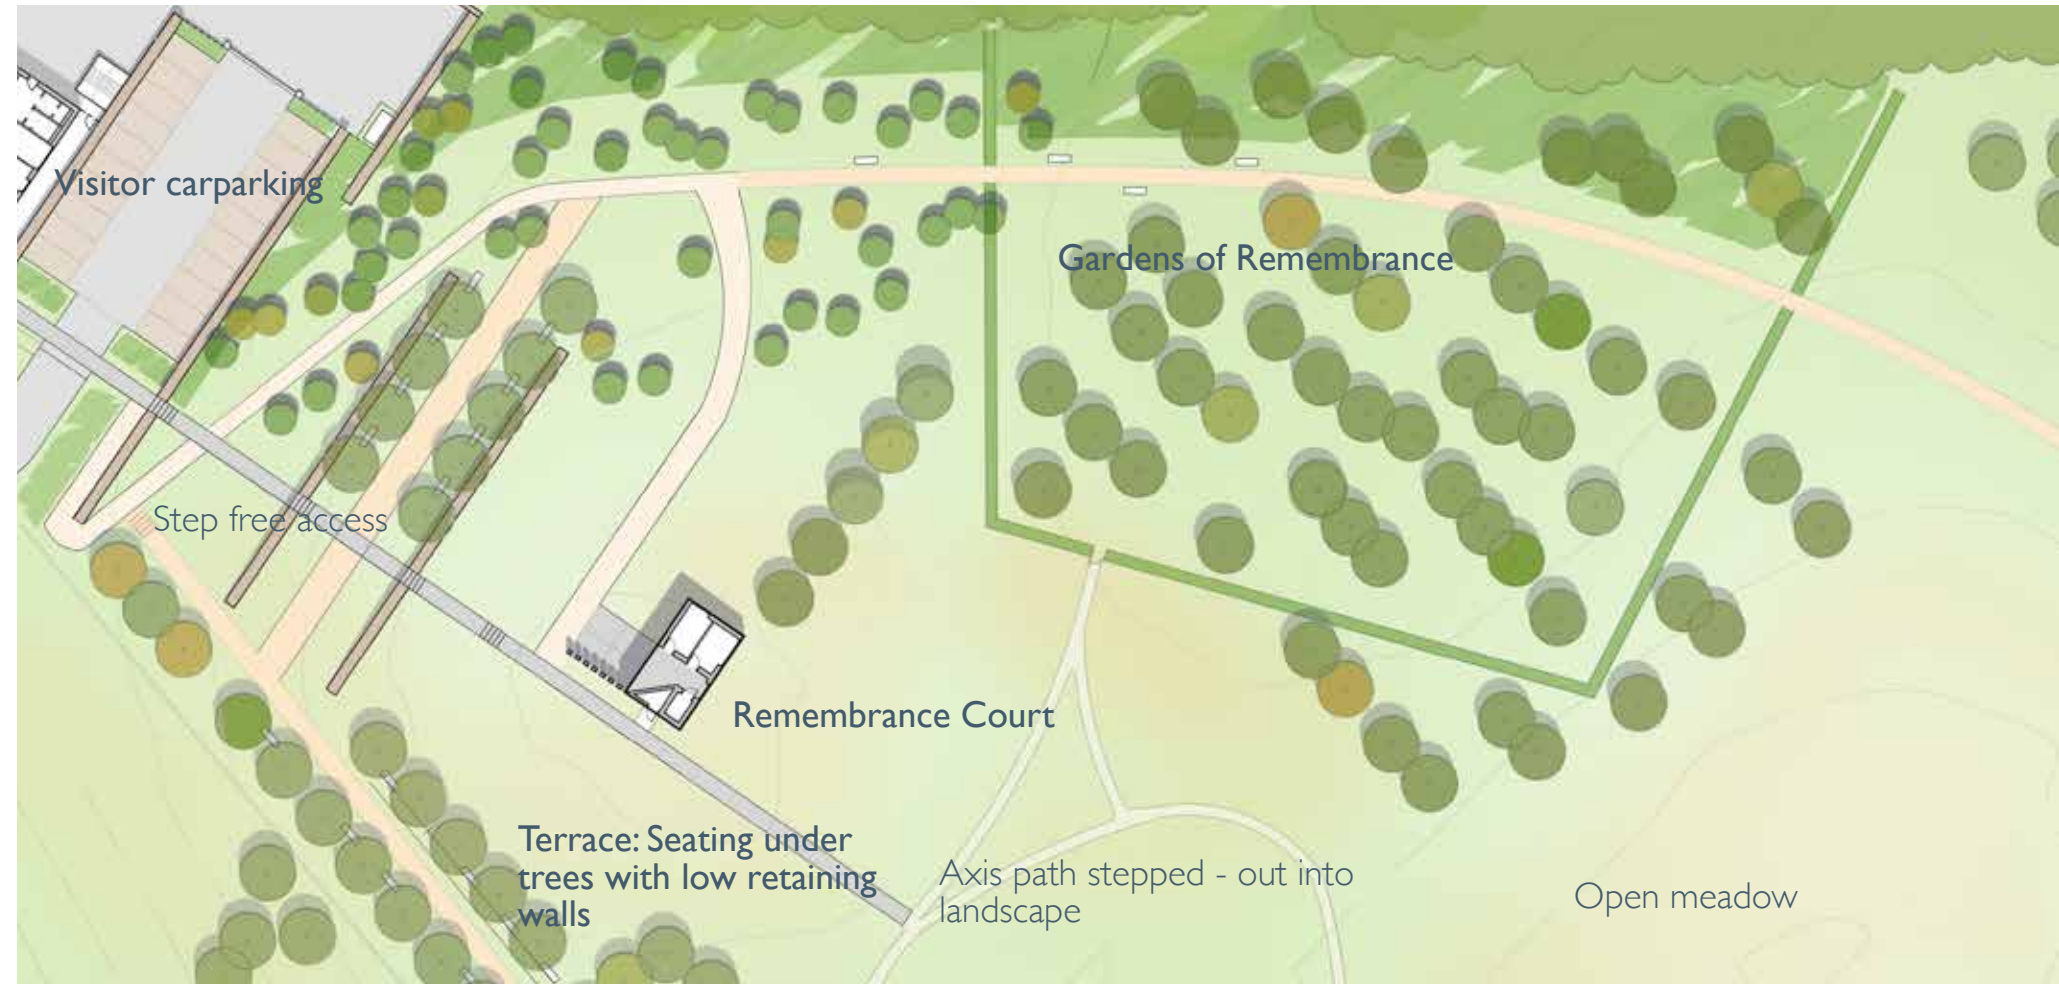 Visitor carparking
Gardens of Remembrance
Step free access
Remembrance Court
Terrace: Seating under
trees with low retaining
walls
Axis path stepped - out into
landscape
Open meadow